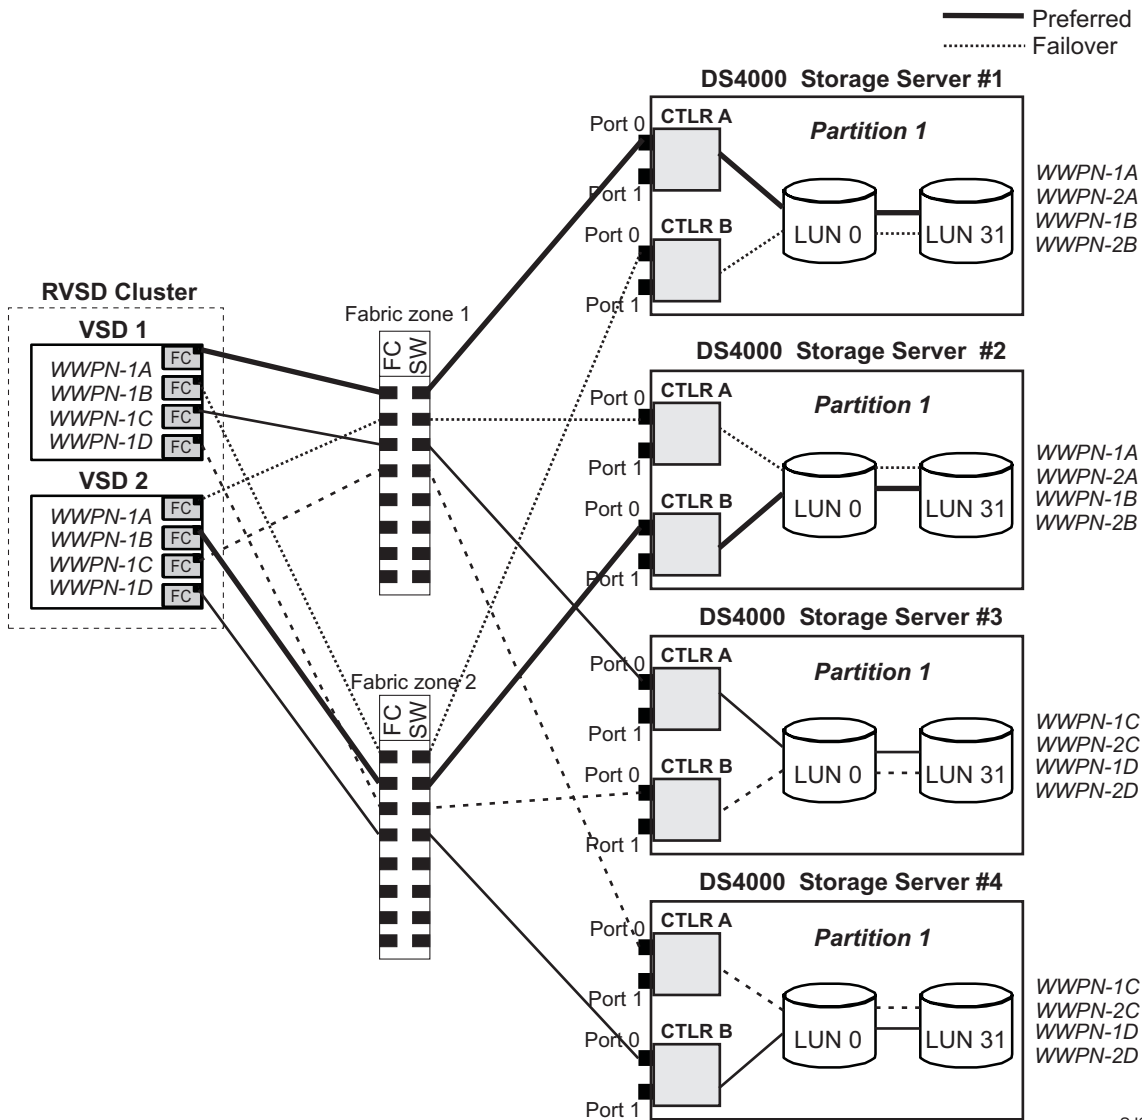 Preferred
Failover
DS4000 Storage Server #1
Port 0
CTLR A
Partition 1
Port 1
Port 0
CTLR B
Port 1
LUN 0
LUN 31
WWPN-1A
WWPN-2A
WWPN-1B
WWPN-2B
RVSD Cluster
VSD 1
WWPN-1A
FC
WWPN-1B
FC
WWPN-1C
FC
WWPN-1D
FC
VSD 2
WWPN-1A
FC
WWPN-1B
FC
WWPN-1C
FC
WWPN-1D
FC
Fabric zone 1
FC
SW
Fabric zone 2
FC
SW
DS4000 Storage Server #2
Port 0
CTLR A
Partition 1
Port 1
Port 0
CTLR B
Port 1
LUN 0
LUN 31
WWPN-1A
WWPN-2A
WWPN-1B
WWPN-2B
DS4000 Storage Server #3
Port 0
CTLR A
Partition 1
Port 1
Port 0
CTLR B
Port 1
LUN 0
LUN 31
WWPN-1C
WWPN-2C
WWPN-1D
WWPN-2D
DS4000 Storage Server #4
Port 0
CTLR A
Partition 1
Port 1
Port 0
CTLR B
Port 1
LUN 0
LUN 31
WWPN-1C
WWPN-2C
WWPN-1D
WWPN-2D